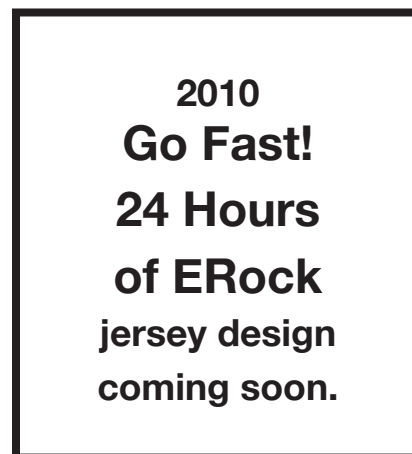 2010
Go Fast!
24 Hours
of ERock
jersey design
coming soon.